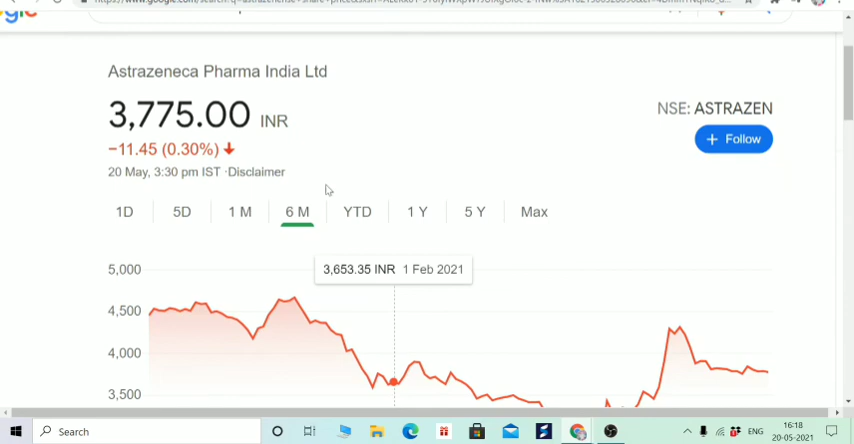 Astrazeneca Pharma India Ltd
3,775.00 INR
NSE: ASTRAZEN
−11.45 (0.30%)
+ Follow
20 May, 3:30 pm IST ·Disclaimer
1D 5D 1 M 6 M YTD 1 Y 5 Y Max
3,653.35 INR 1 Feb 2021
5,000
4,500
4,000
3,500
Search
ENG
16:18
20-05-2021